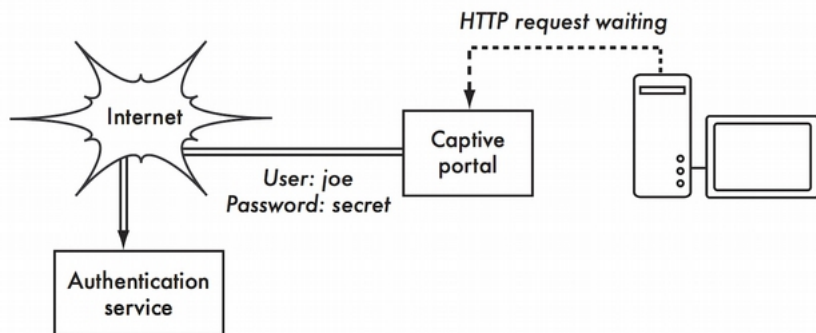 HTTP request waiting
Internet
Captive
portal
User: joe
Password: secret
Authentication
service